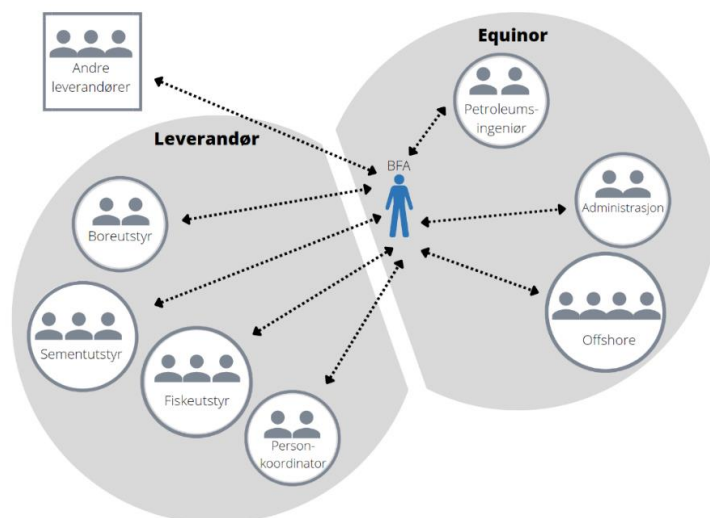 Andre
leverandører
Equinor
Petroleums-
ingeniør
Leverandør
BFA
Boreutstyr
Administrasjon
Sementutstyr
Offshore
Fiskeutstyr
Person-
koordinator